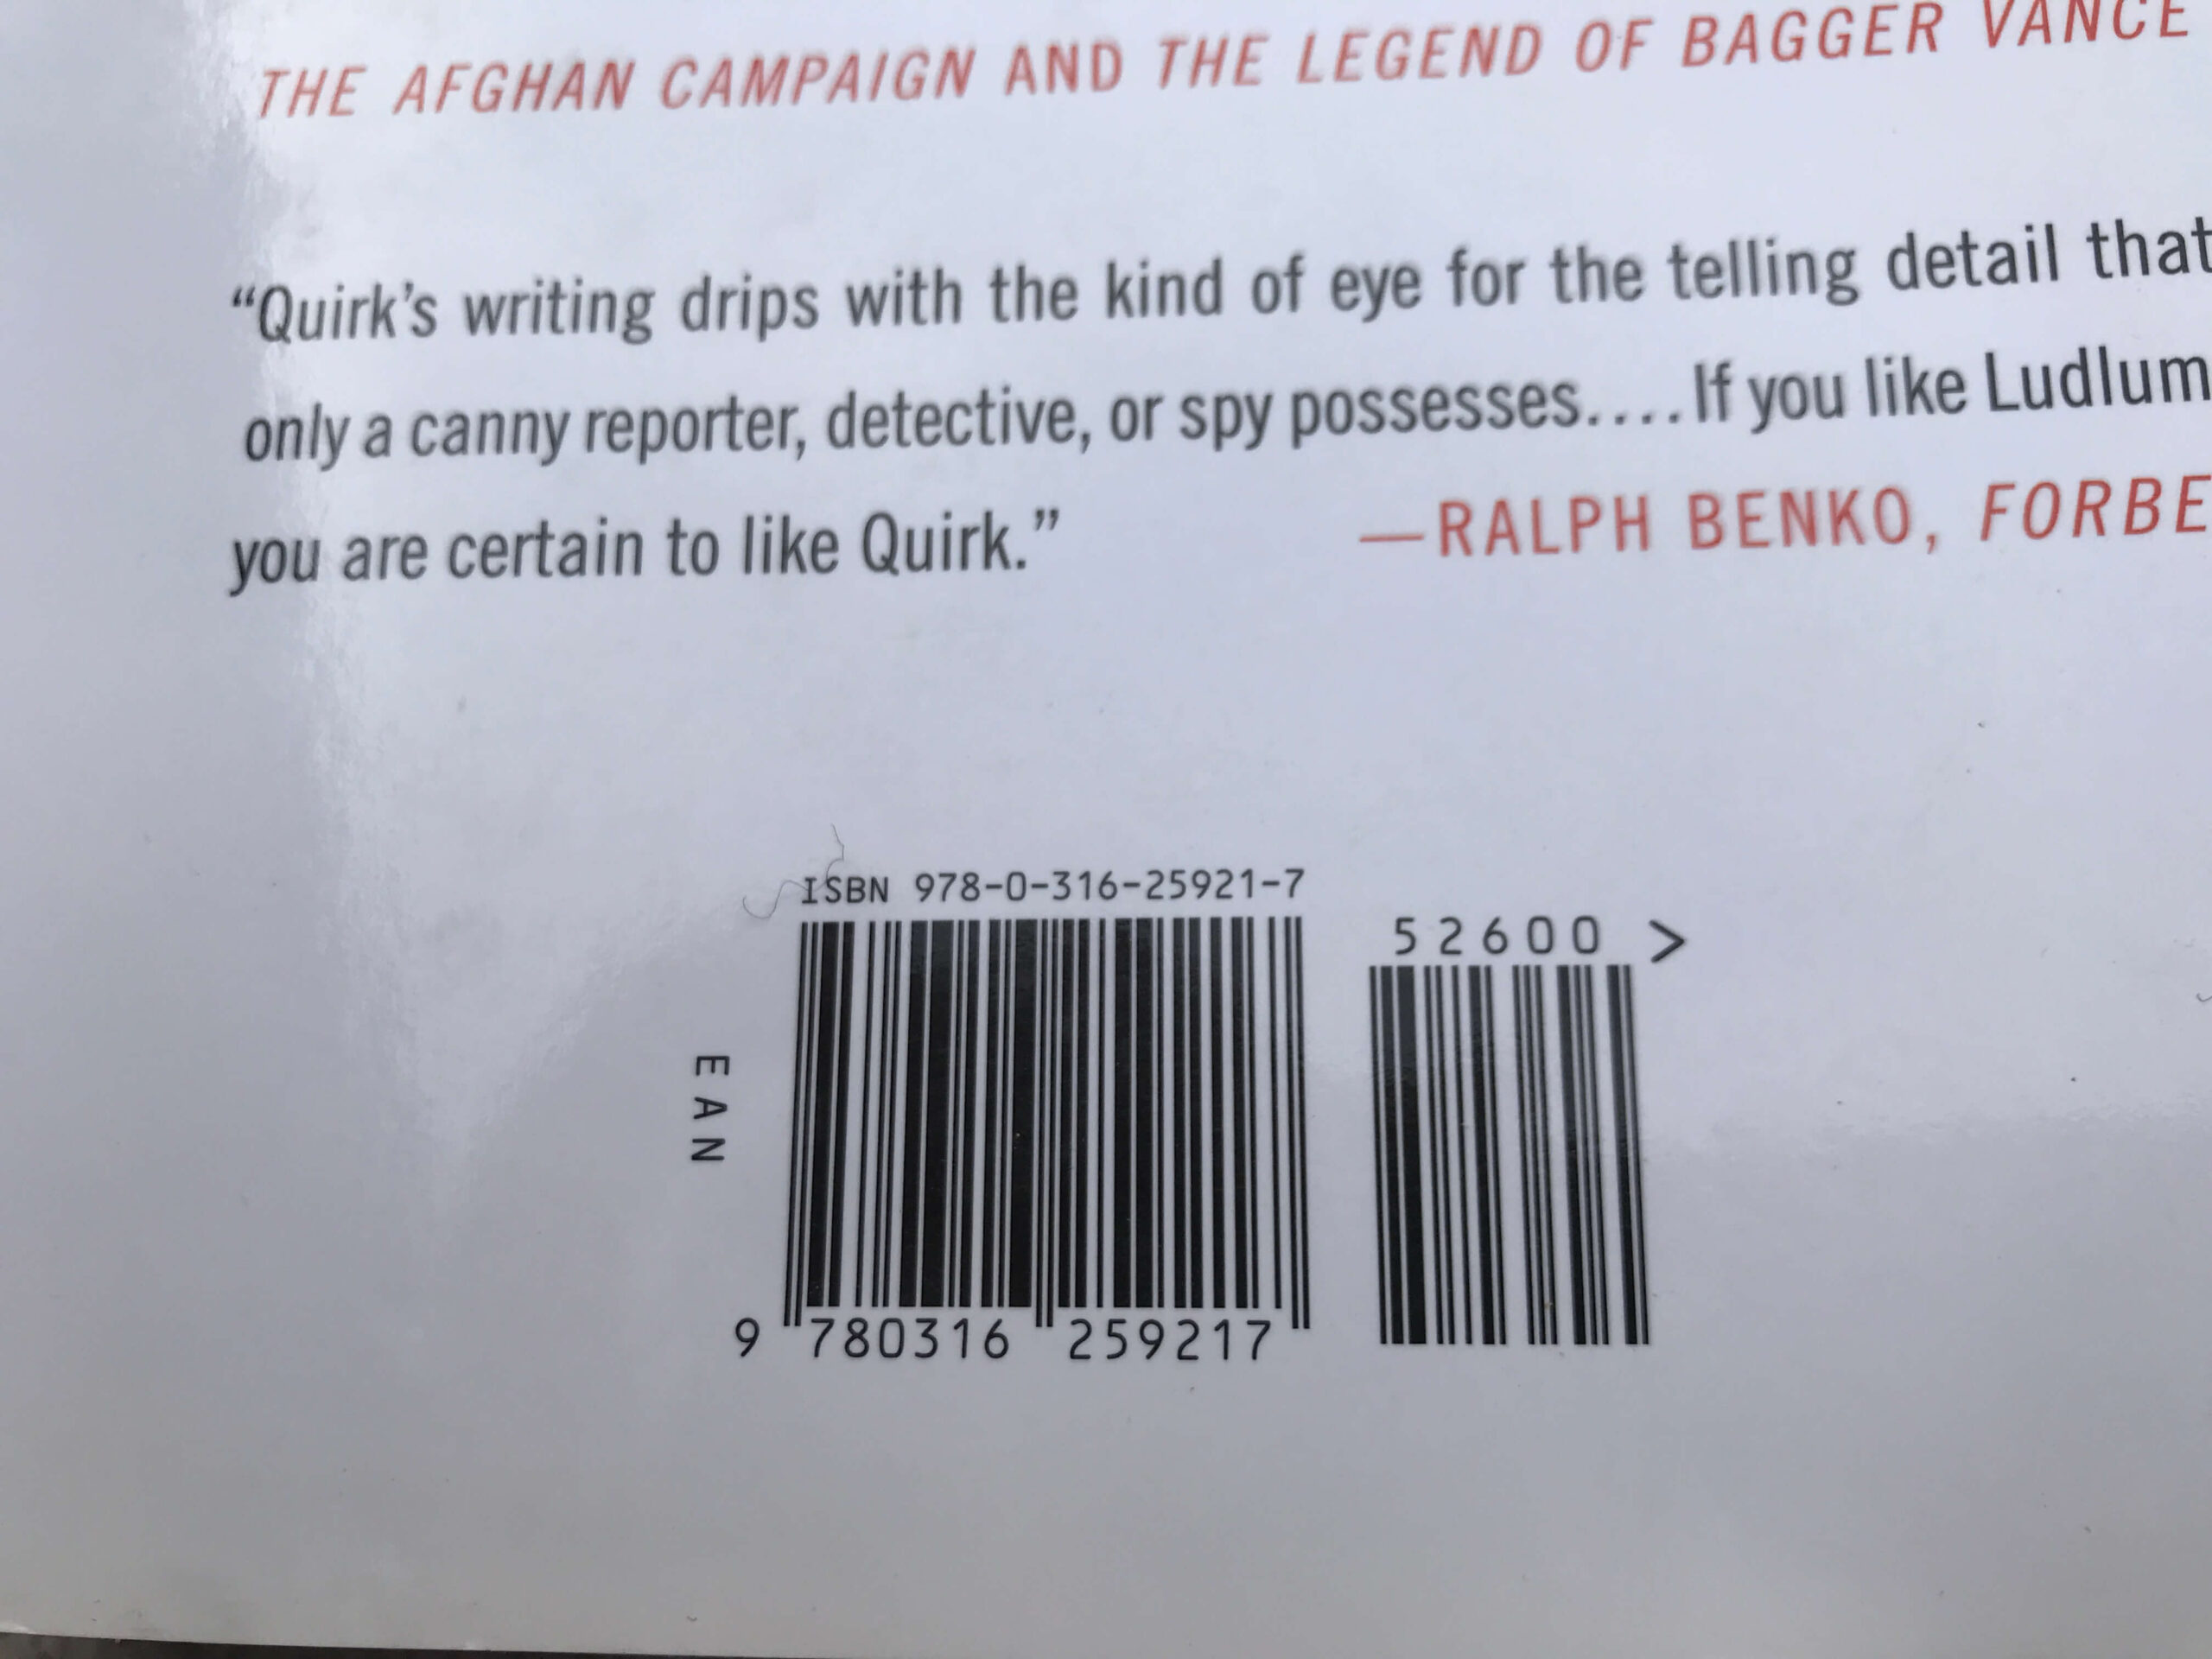 THE AFGHAN CAMPAIGN AND THE LEGEND OF BAGGER VANCE
“Quirk’s writing drips with the kind of eye for the telling detail that
only a canny reporter, detective, or spy possesses....If you like Ludlum
you are certain to like Quirk.” —RALPH BENKO, FORBE
ISBN 978-0-316-25921-7
52600 >
EAN
9 780316 259217